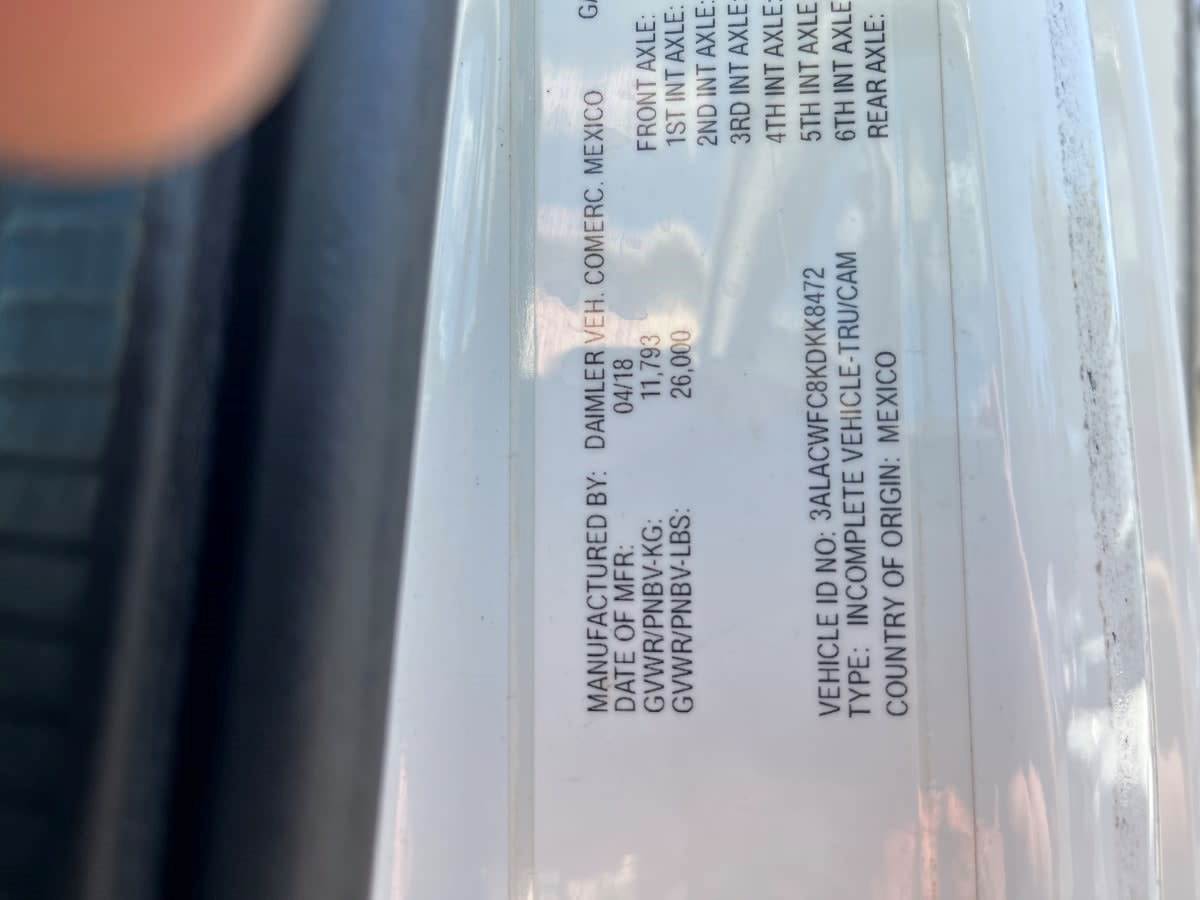 MANUFACTURED BY: DAIMLER VEH. COMERC. MEXICO
DATE OF MFR: 04/18
GVWR/PNBV-KG: 11,793
GVWR/PNBV-LBS: 26,000
FRONT AXLE:
1ST INT AXLE:
2ND INT AXLE:
3RD INT AXLE:
4TH INT AXLE:
5TH INT AXLE
6TH INT AXLE
REAR AXLE:
VEHICLE ID NO: 3ALACWFC8KDKK8472
TYPE: INCOMPLETE VEHICLE-TRU/CAM
COUNTRY OF ORIGIN: MEXICO